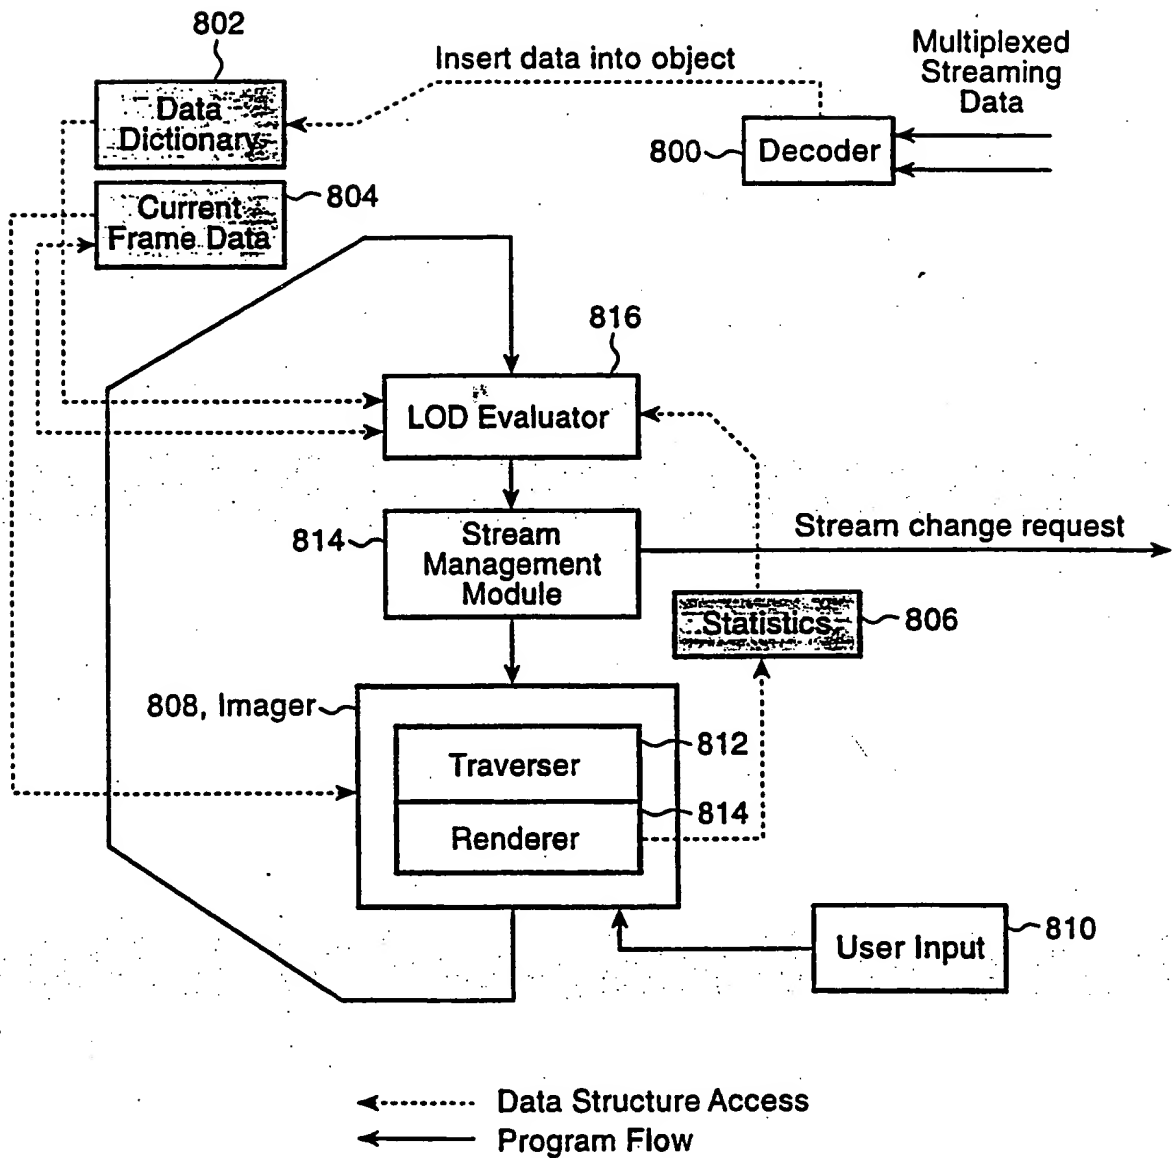 802
Insert data into object
Multiplexed
Streaming
Data
Data
Dictionary
800
Decoder
804
Current
Frame Data
816
LOD Evaluator
814
Stream
Management
Module
Stream change request
Statistics
806
808, Imager
812
Traverser
814
Renderer
User Input
810
Data Structure Access
Program Flow